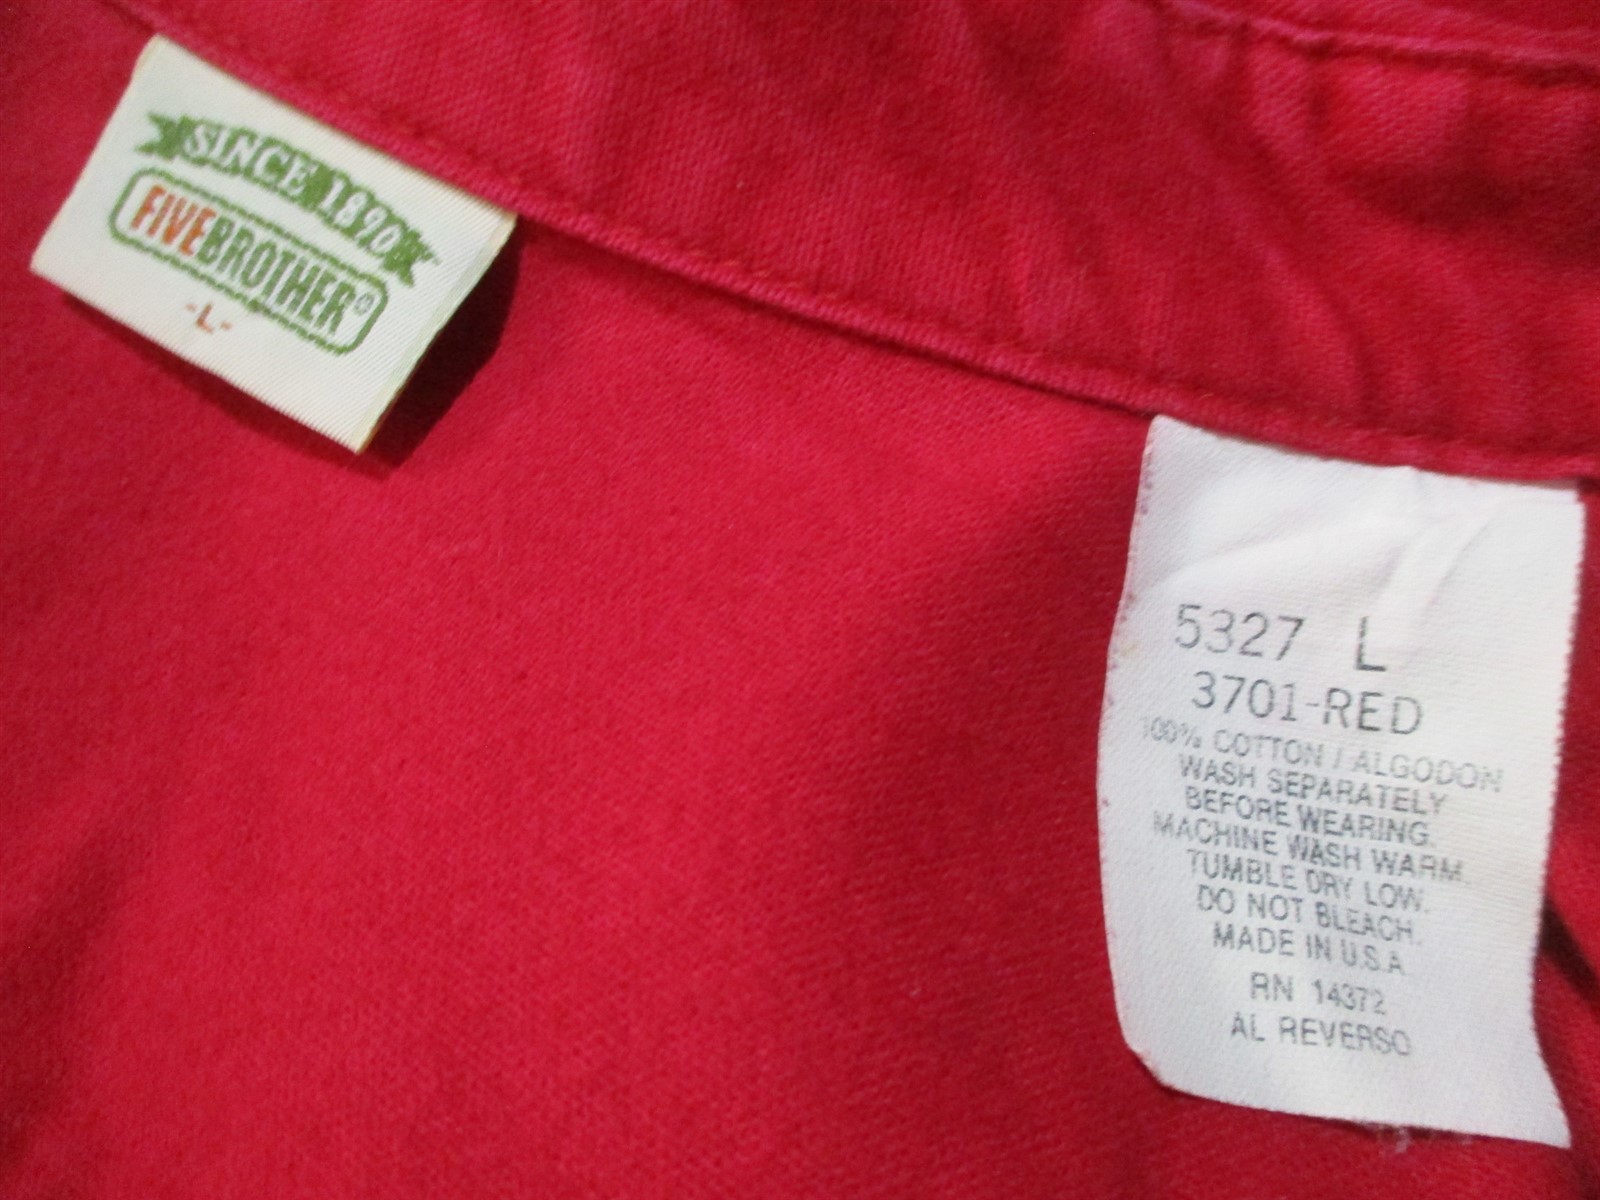 SINCE 1890
FIVEBROTHER®
-L-
5327 L
3701-RED
100% COTTON / ALGODON
WASH SEPARATELY
BEFORE WEARING.
MACHINE WASH WARM.
TUMBLE DRY LOW.
DO NOT BLEACH.
MADE IN U.S.A
RN 14372
AL REVERSO